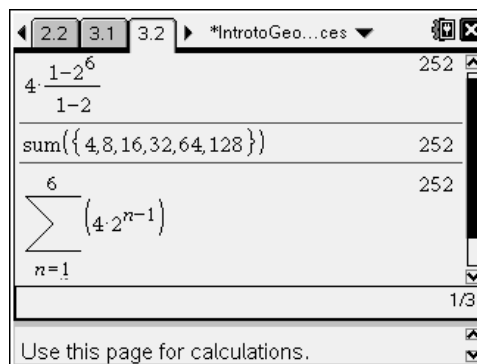 2.2 3.1 3.2 *IntrotoGeo...ces
4·(1-2^6)/(1-2) 252
sum({4,8,16,32,64,128}) 252
6
∑ (4·2^(n-1)) 252
n=1
1/3
Use this page for calculations.